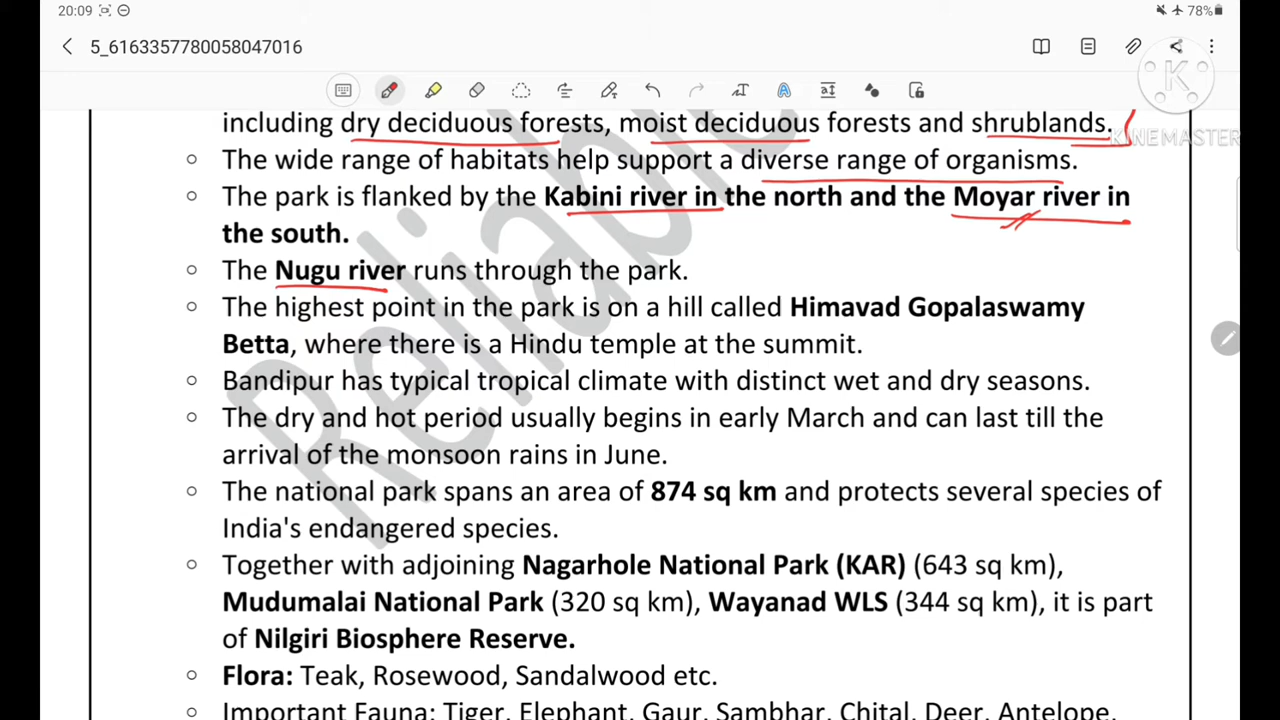 20:09 78%
5_6163357780058047016
K
KINEMASTER
including dry deciduous forests, moist deciduous forests and shrublands.
The wide range of habitats help support a diverse range of organisms.
The park is flanked by the Kabini river in the north and the Moyar river in
the south.
The Nugu river runs through the park.
The highest point in the park is on a hill called Himavad Gopalaswamy
Betta, where there is a Hindu temple at the summit.
Bandipur has typical tropical climate with distinct wet and dry seasons.
The dry and hot period usually begins in early March and can last till the
arrival of the monsoon rains in June.
The national park spans an area of 874 sq km and protects several species of
India's endangered species.
Together with adjoining Nagarhole National Park (KAR) (643 sq km),
Mudumalai National Park (320 sq km), Wayanad WLS (344 sq km), it is part
of Nilgiri Biosphere Reserve.
Flora: Teak, Rosewood, Sandalwood etc.
Important Fauna: Tiger, Elephant, Gaur, Sambhar, Chital, Deer, Antelope,